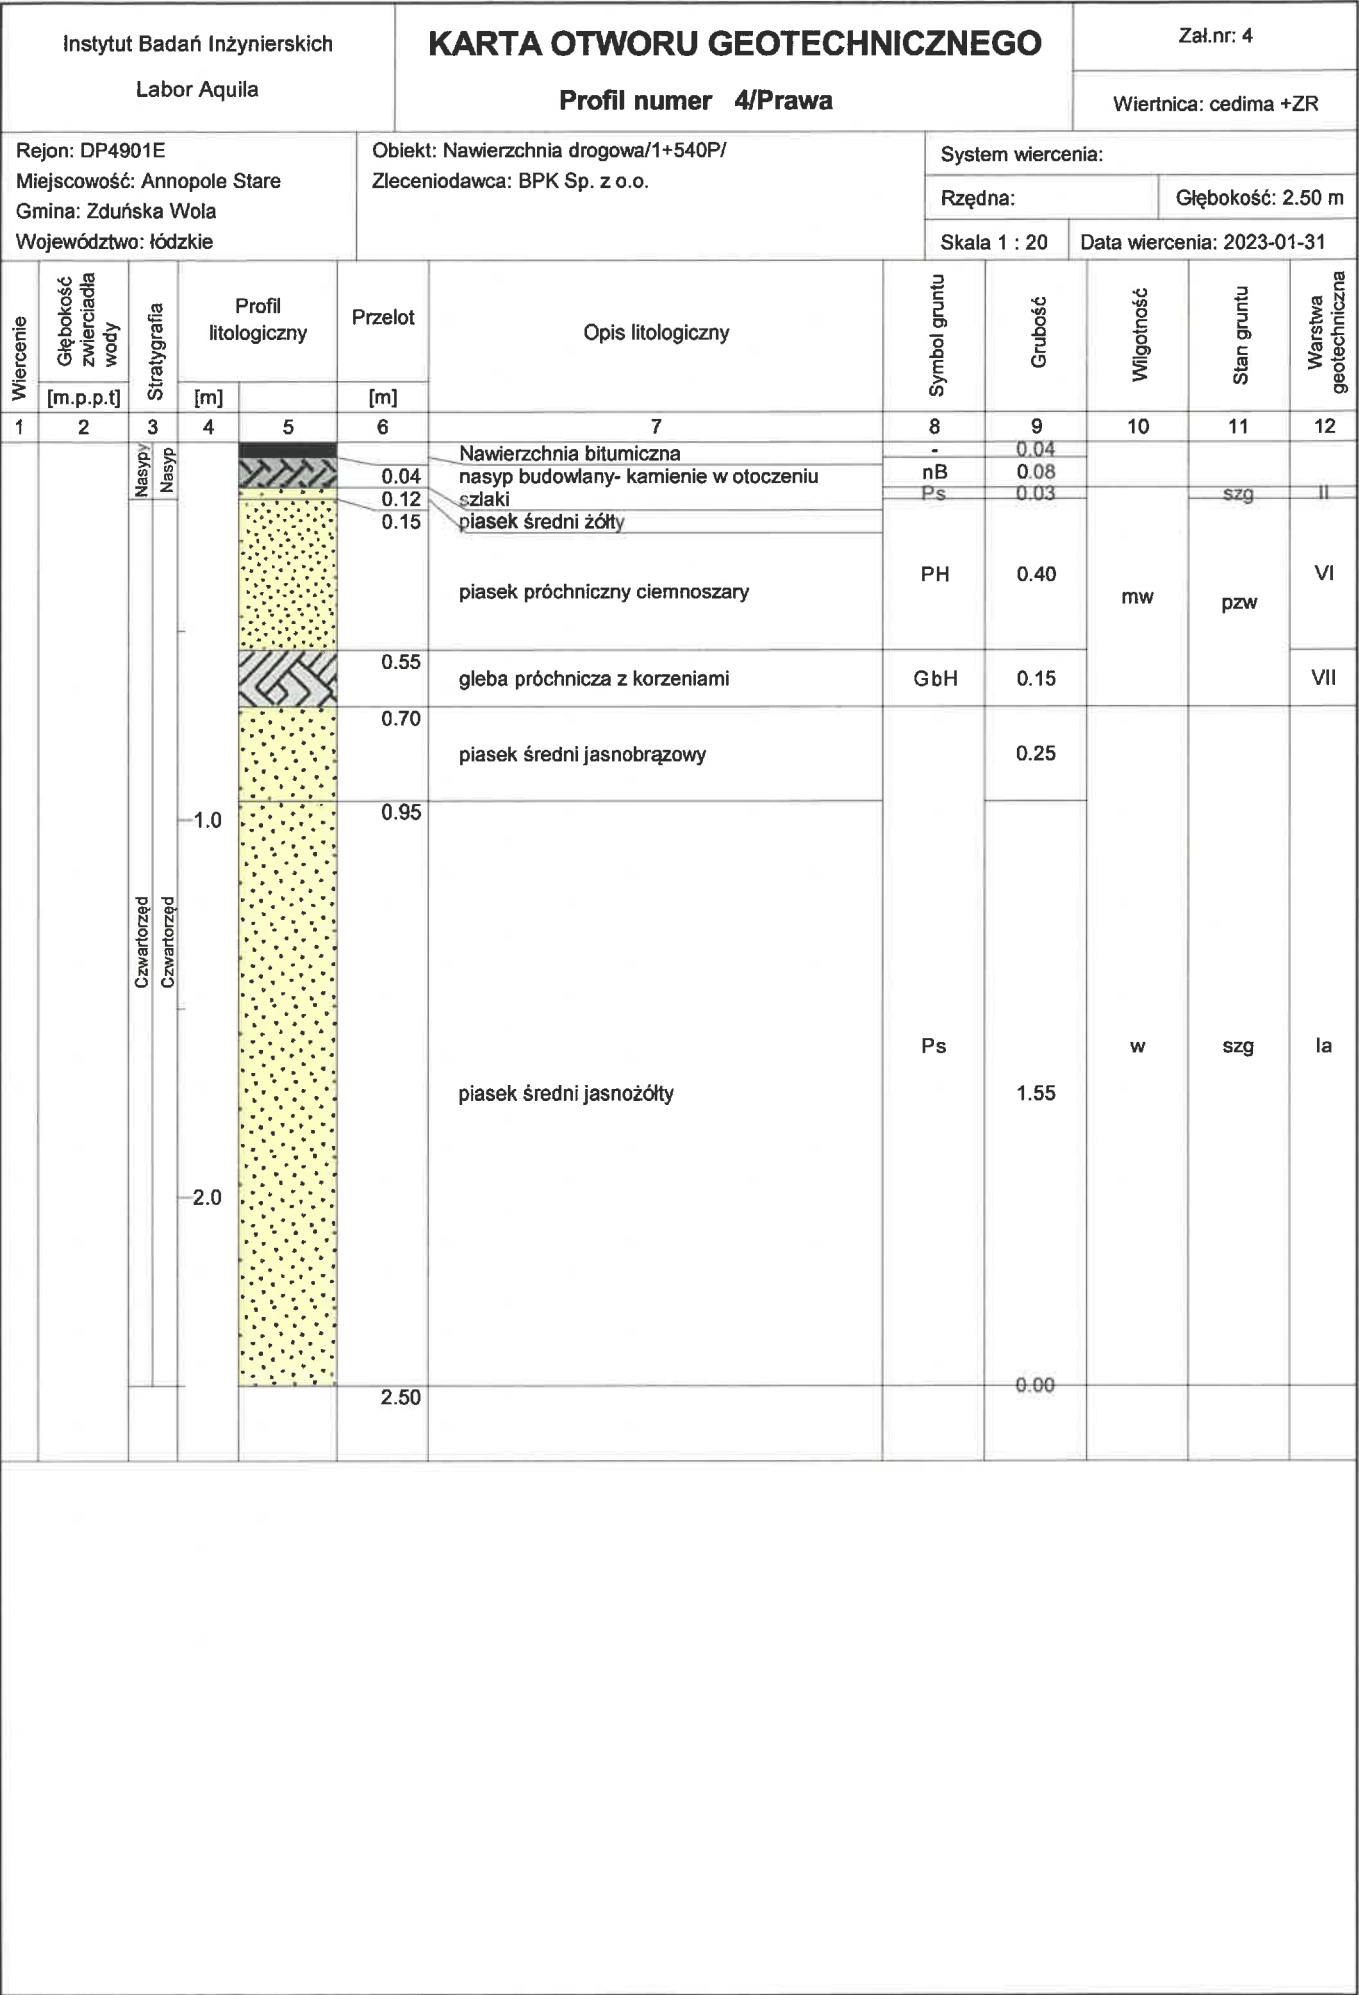 Instytut Badań Inżynierskich
Labor Aquila
KARTA OTWORU GEOTECHNICZNEGO
Profil numer 4/Prawa
Zał.nr: 4
Wiertnica: cedima +ZR
Rejon: DP4901E
Miejscowość: Annopole Stare
Gmina: Zduńska Wola
Województwo: łódzkie
Obiekt: Nawierzchnia drogowa/1+540P/
Zleceniodawca: BPK Sp. z o.o.
System wiercenia:
Rzędna:
Głębokość: 2.50 m
Skala 1 : 20
Data wiercenia: 2023-01-31
Wiercenie
Głębokość
zwierciadła
wody
[m.p.p.t]
Stratygrafia
Profil
litologiczny
[m]
Przelot
[m]
Opis litologiczny
Symbol gruntu
Grubość
Wilgotność
Stan gruntu
Warstwa
geotechniczna
1 2 3 4 5 6 7 8 9 10 11 12
Nasypy
Nasyp
Nawierzchnia bitumiczna - 0.04
0.04 nasyp budowlany- kamienie w otoczeniu nB 0.08
0.12 szlaki Ps 0.03 szg II
0.15 piasek średni żółty
piasek próchniczny ciemnoszary PH 0.40 mw pzw VI
0.55
gleba próchnicza z korzeniami GbH 0.15 VII
0.70
piasek średni jasnobrązowy 0.25
0.95
1.0
Czwartorzęd
Czwartorzęd
Ps w szg Ia
piasek średni jasnożółty 1.55
2.0
2.50 0.00